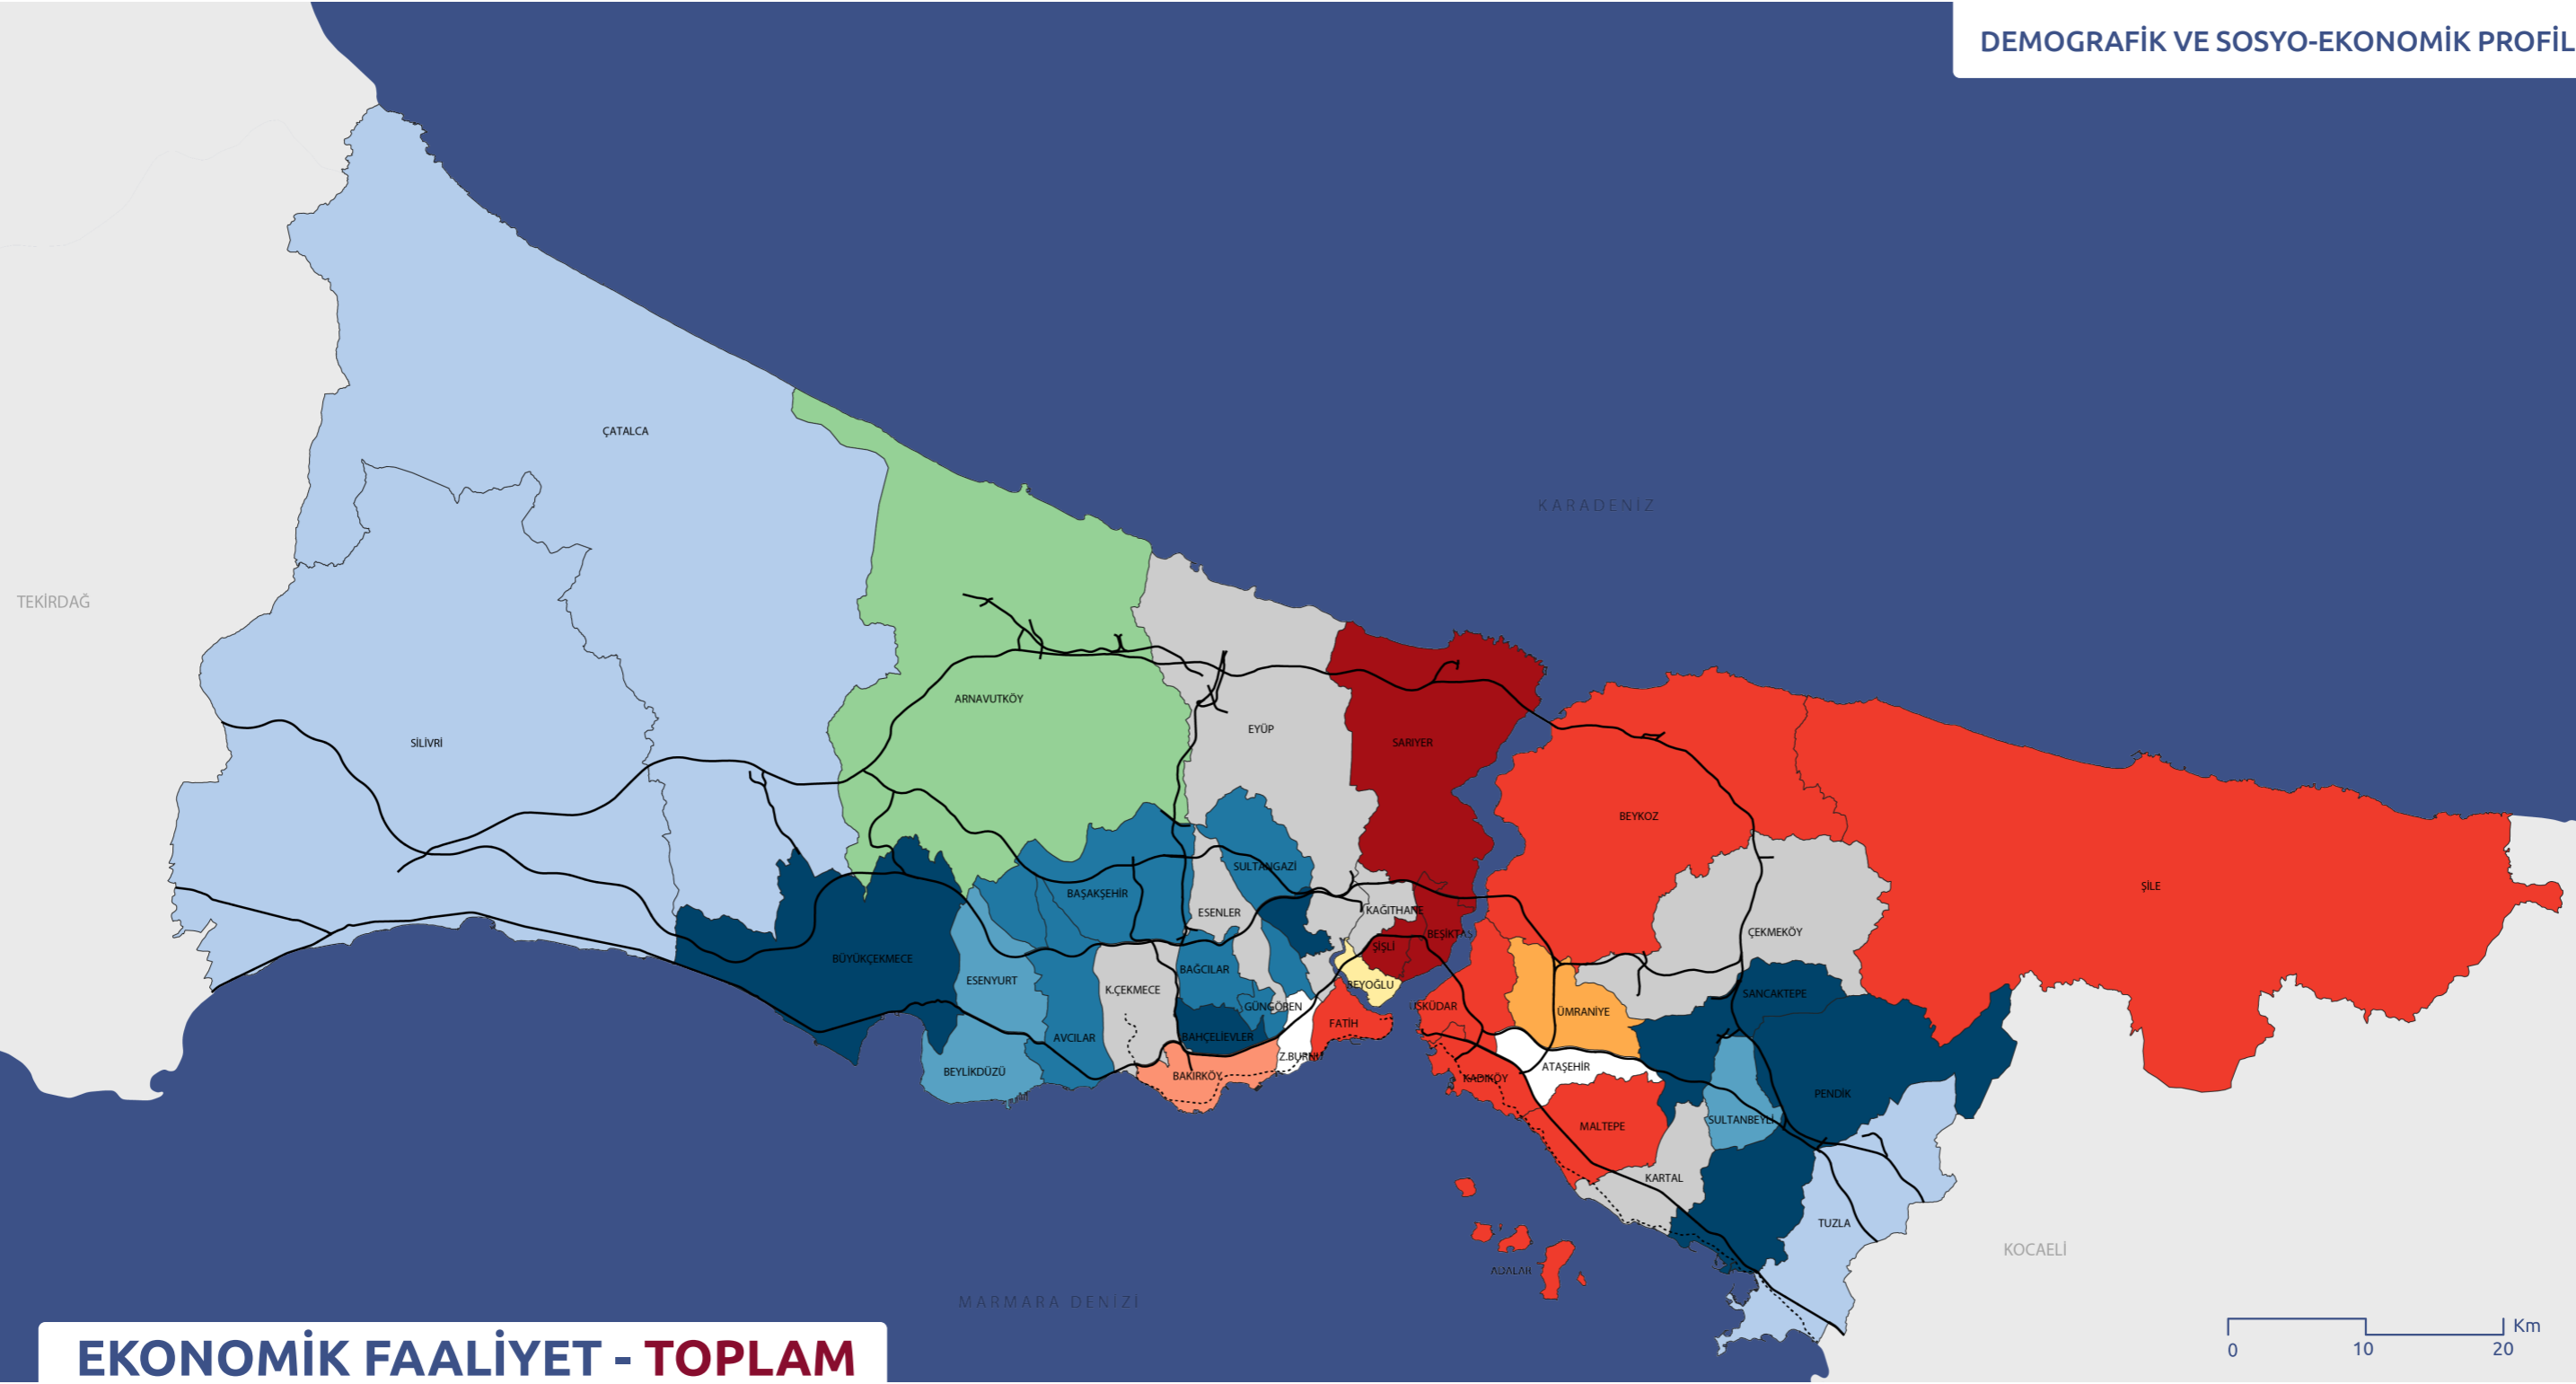 DEMOGRAFİK VE SOSYO-EKONOMİK PROFİL
ÇATALCA
KARADENİZ
TEKİRDAĞ
ARNAVUTKÖY
EYÜP
SİLİVRİ
SARIYER
BEYKOZ
SULTANGAZİ
ŞİLE
BAŞAKŞEHİR
ESENLER
KAĞITHANE
ÇEKMEKÖY
BEŞİKTAŞ
ŞİŞLİ
BÜYÜKÇEKMECE
BAĞCILAR
ESENYURT
BEYOĞLU
K.ÇEKMECE
SANCAKTEPE
GÜNGÖREN
ÜSKÜDAR
ÜMRANİYE
FATİH
BAHÇELİEVLER
AVCILAR
Z.BURNU
ATAŞEHİR
BEYLİKDÜZÜ
BAKIRKÖY
KADIKÖY
PENDİK
SULTANBEYLİ
MALTEPE
KARTAL
TUZLA
KOCAELİ
ADALAR
MARMARA DENİZİ
Km
0 10 20
EKONOMİK FAALİYET - TOPLAM